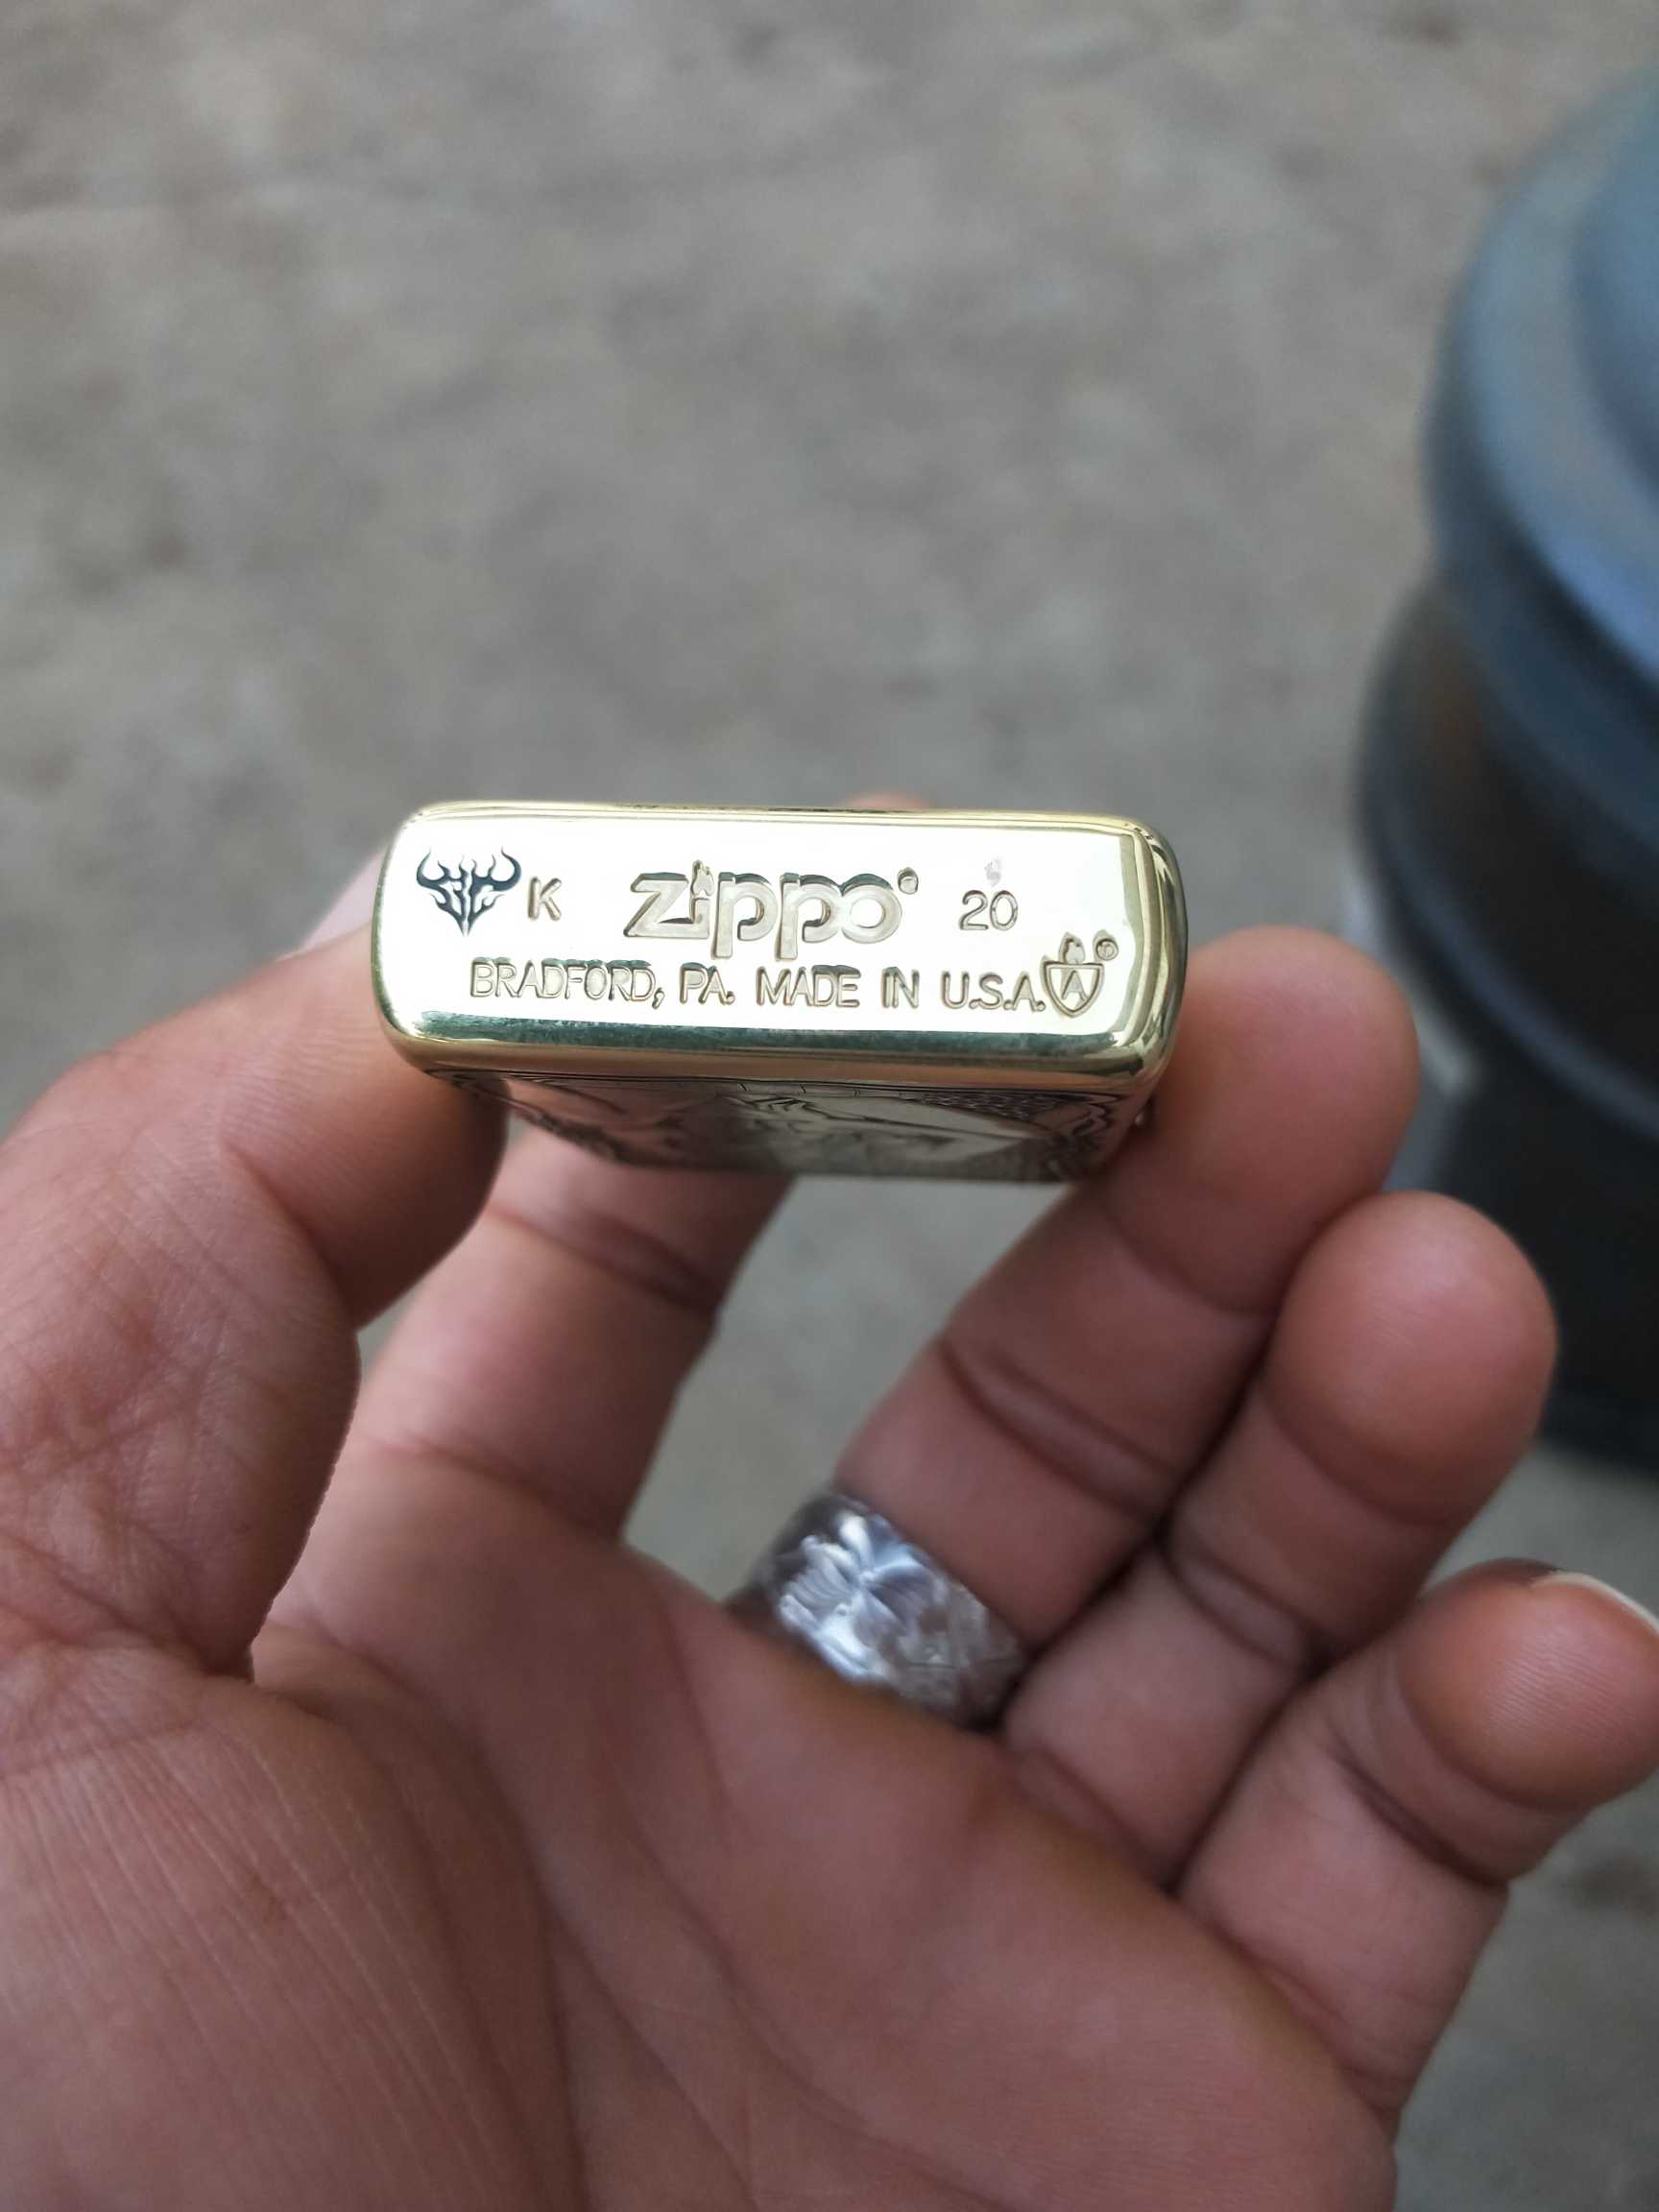 K zippo 20
BRADFORD, PA. MADE IN U.S.A. A